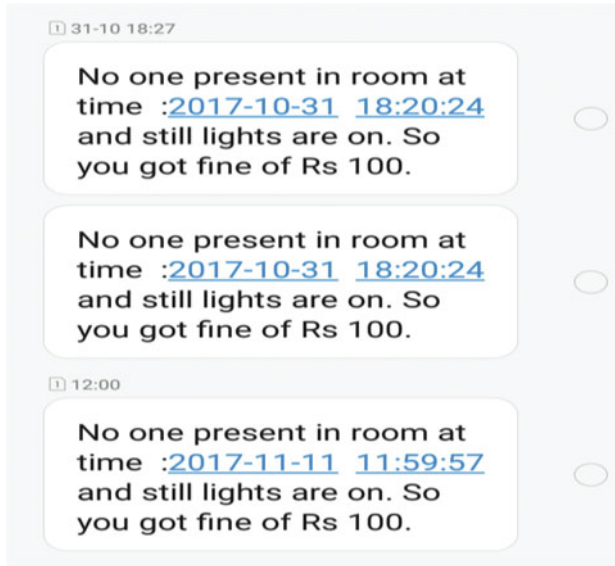 1 31-10 18:27
No one present in room at
time :2017-10-31 18:20:24
and still lights are on. So
you got fine of Rs 100.
No one present in room at
time :2017-10-31 18:20:24
and still lights are on. So
you got fine of Rs 100.
1 12:00
No one present in room at
time :2017-11-11 11:59:57
and still lights are on. So
you got fine of Rs 100.